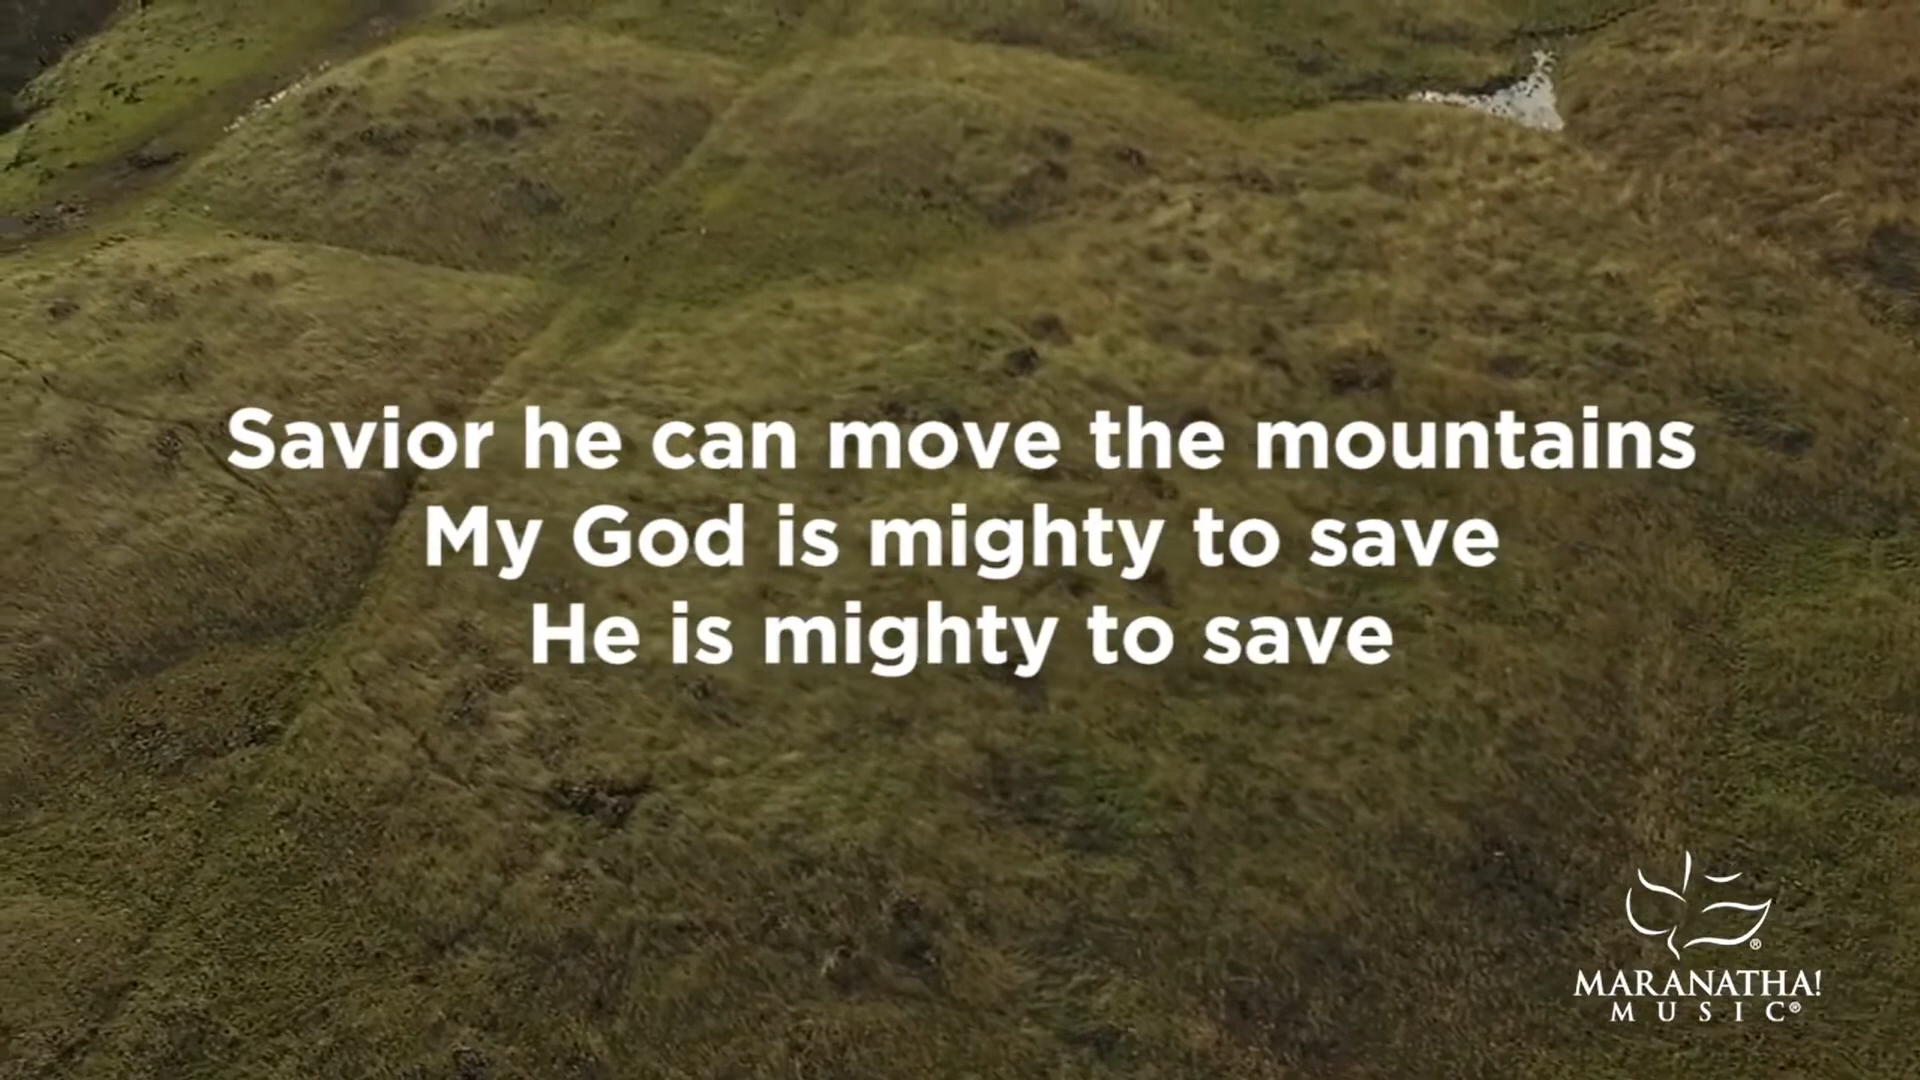 Savior he can move the mountains
My God is mighty to save
He is mighty to save
®
MARANATHA!
MUSIC®